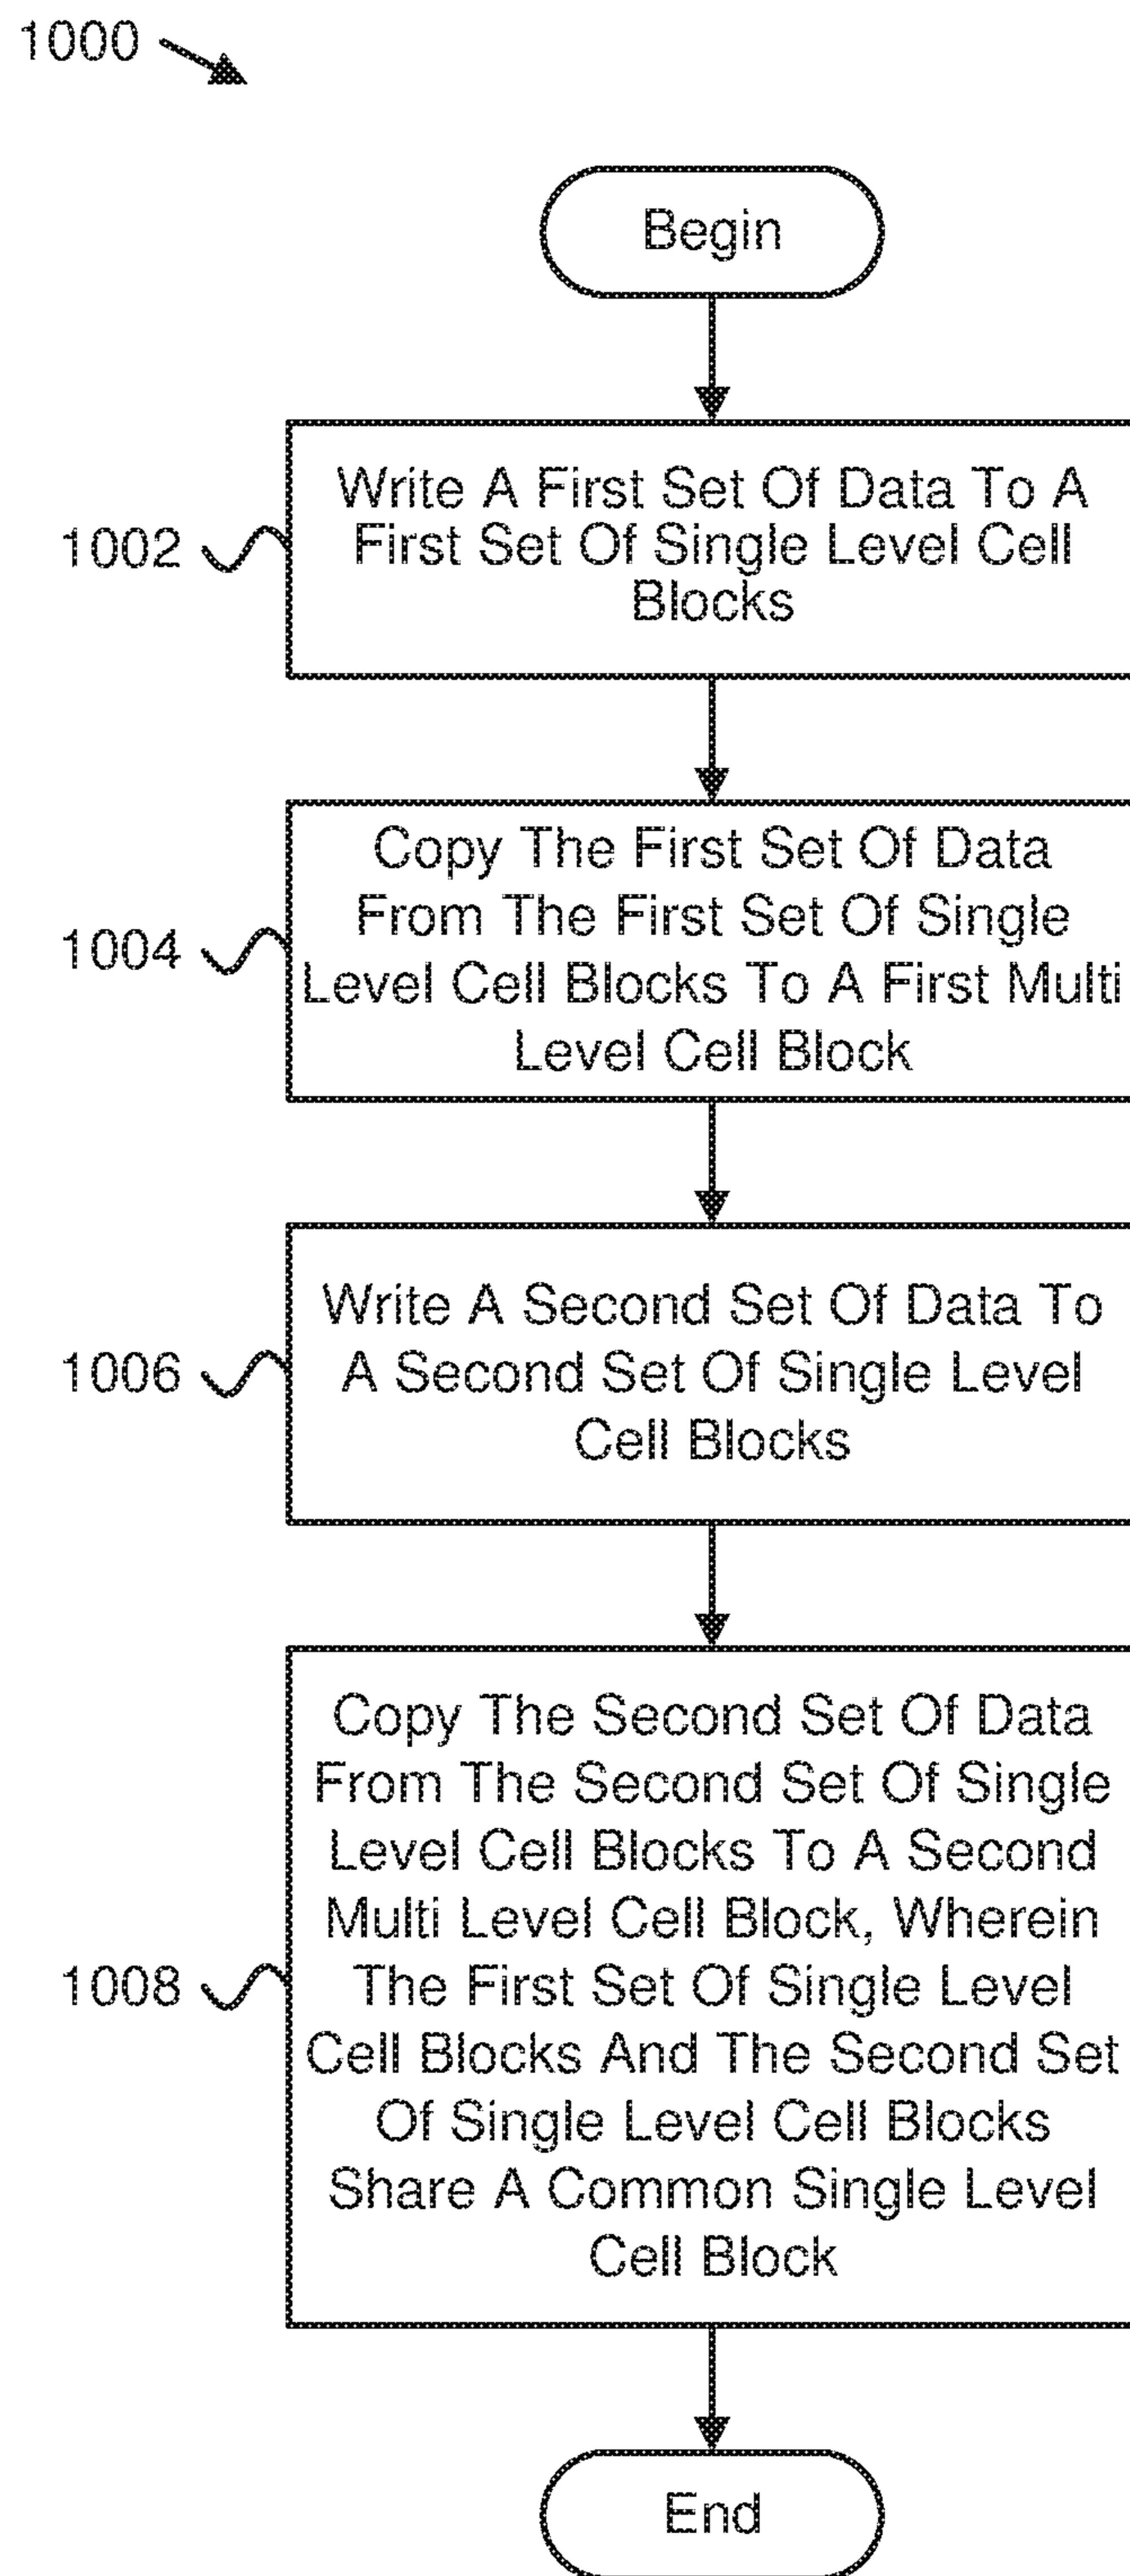 1000
Begin
Write A First Set Of Data To A
First Set Of Single Level Cell
Blocks
1002
Copy The First Set Of Data
From The First Set Of Single
Level Cell Blocks To A First Multi
Level Cell Block
1004
Write A Second Set Of Data To
A Second Set Of Single Level
Cell Blocks
1006
Copy The Second Set Of Data
From The Second Set Of Single
Level Cell Blocks To A Second
Multi Level Cell Block, Wherein
The First Set Of Single Level
Cell Blocks And The Second Set
Of Single Level Cell Blocks
Share A Common Single Level
Cell Block
1008
End